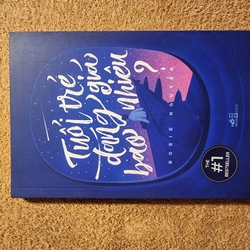 Tuổi trẻ
đáng giá
bao nhiêu?
ROSIE NGUYỄN
THE
#1
BESTSELLER